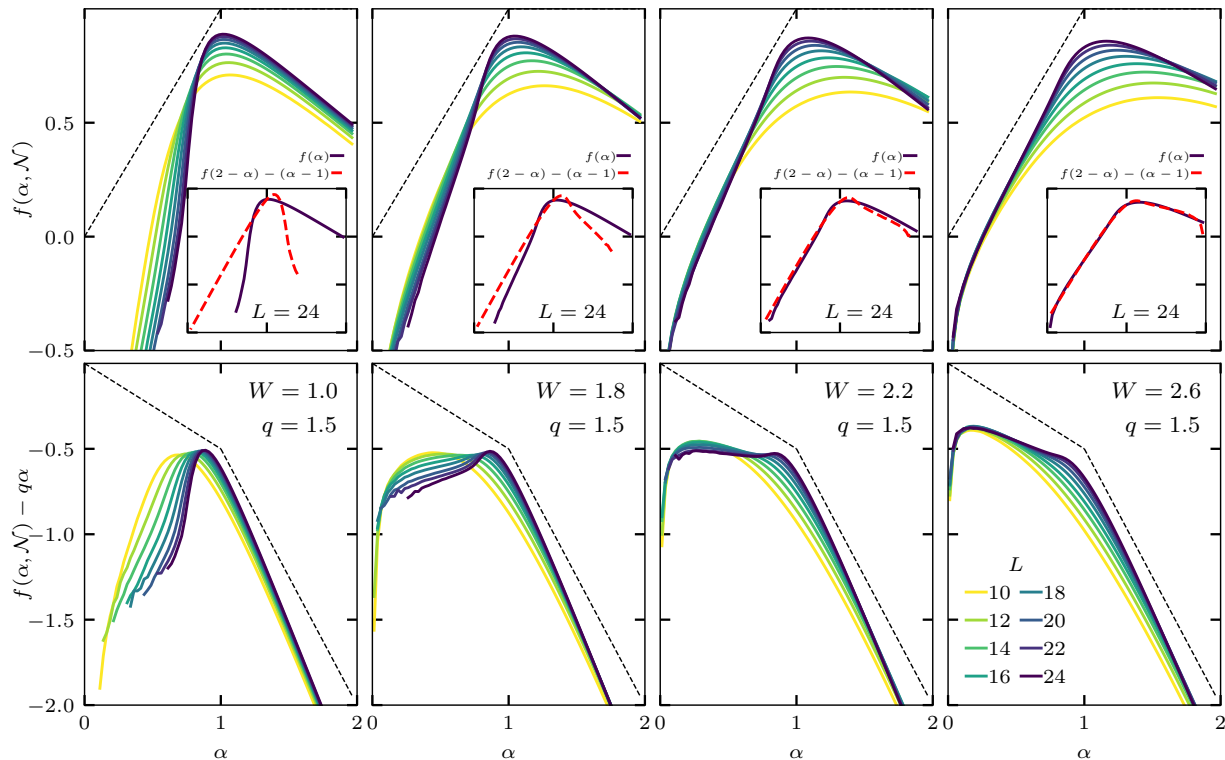 f(α, 𝒩)
0.5
0.0
−0.5
f(α)
f(2 − α) − (α − 1)
L = 24
f(α)
f(2 − α) − (α − 1)
L = 24
f(α)
f(2 − α) − (α − 1)
L = 24
f(α)
f(2 − α) − (α − 1)
L = 24
f(α, 𝒩) − qα
−0.5
−1.0
−1.5
−2.0
W = 1.0
q = 1.5
W = 1.8
q = 1.5
W = 2.2
q = 1.5
W = 2.6
q = 1.5
L
10 18
12 20
14 22
16 24
0 1 2
0 1 2
0 1 2
0 1 2
α α α α